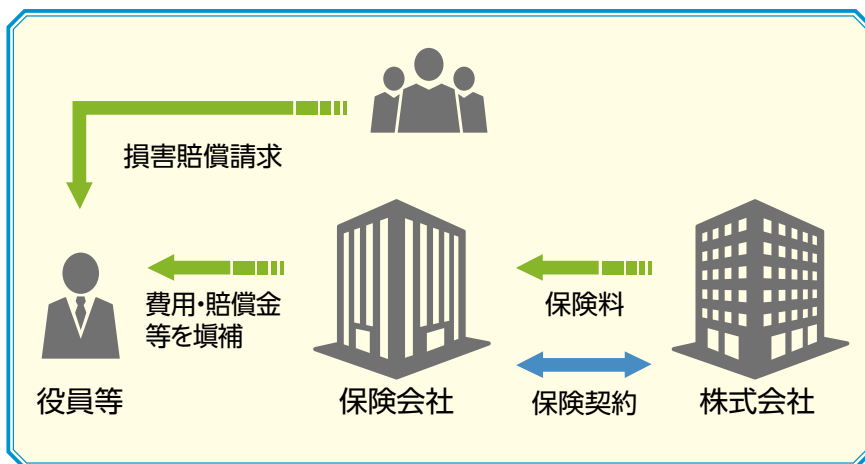 損害賠償請求
費用・賠償金
等を塡補
保険料
役員等
保険会社
保険契約
株式会社